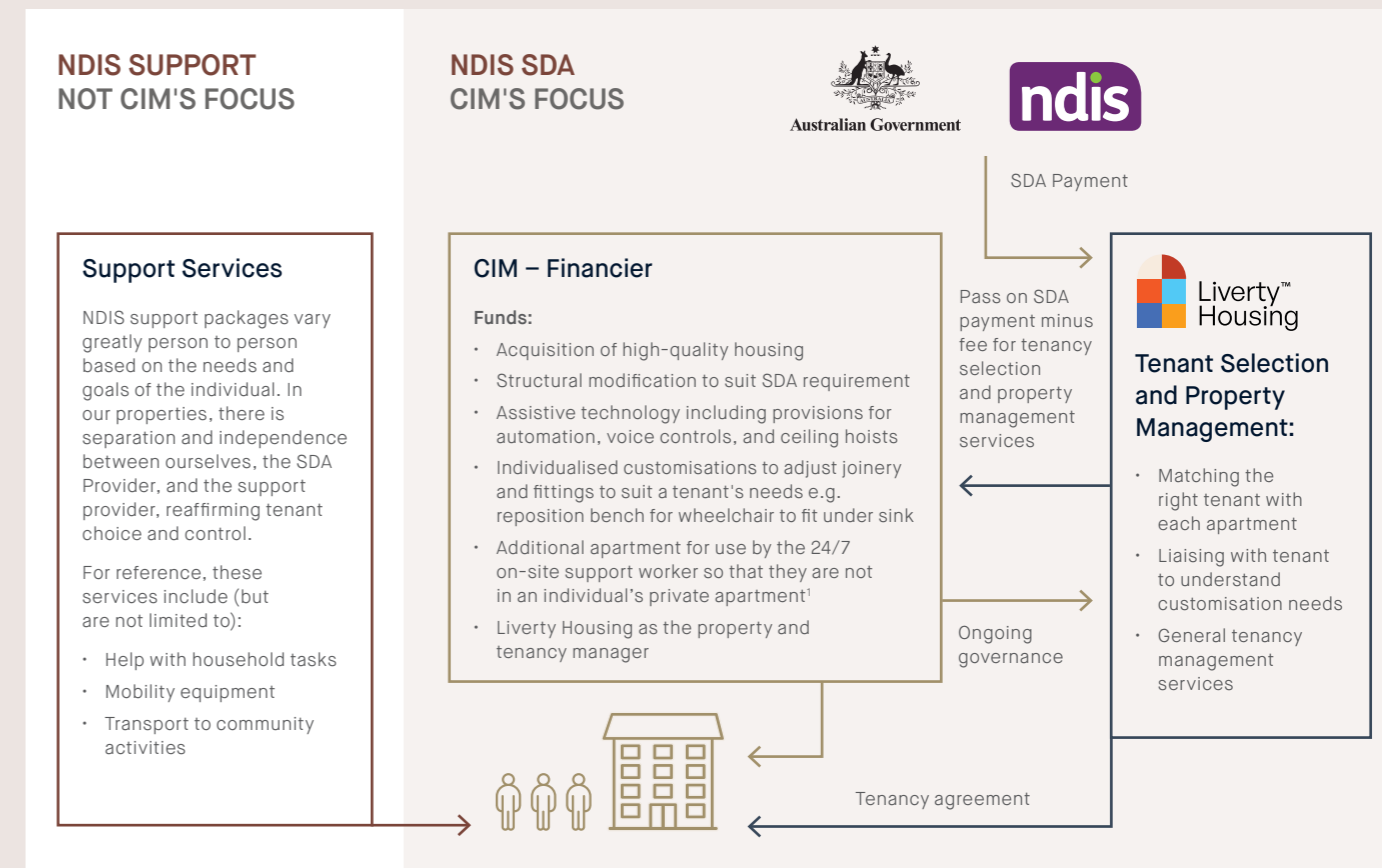 NDIS SUPPORT
NOT CIM'S FOCUS
NDIS SDA
CIM'S FOCUS
Australian Government
ndis
SDA Payment
Support Services
NDIS support packages vary
greatly person to person
based on the needs and
goals of the individual. In
our properties, there is
separation and independence
between ourselves, the SDA
Provider, and the support
provider, reaffirming tenant
choice and control.
For reference, these
services include (but
are not limited to):
• Help with household tasks
• Mobility equipment
• Transport to community
activities
CIM – Financier
Funds:
• Acquisition of high-quality housing
• Structural modification to suit SDA requirement
• Assistive technology including provisions for
automation, voice controls, and ceiling hoists
• Individualised customisations to adjust joinery
and fittings to suit a tenant's needs e.g.
reposition bench for wheelchair to fit under sink
• Additional apartment for use by the 24/7
on-site support worker so that they are not
in an individual's private apartment¹
• Liverty Housing as the property and
tenancy manager
Pass on SDA
payment minus
fee for tenancy
selection
and property
management
services
Ongoing
governance
Liverty™
Housing
Tenant Selection
and Property
Management:
• Matching the
right tenant with
each apartment
• Liaising with tenant
to understand
customisation needs
• General tenancy
management
services
Tenancy agreement